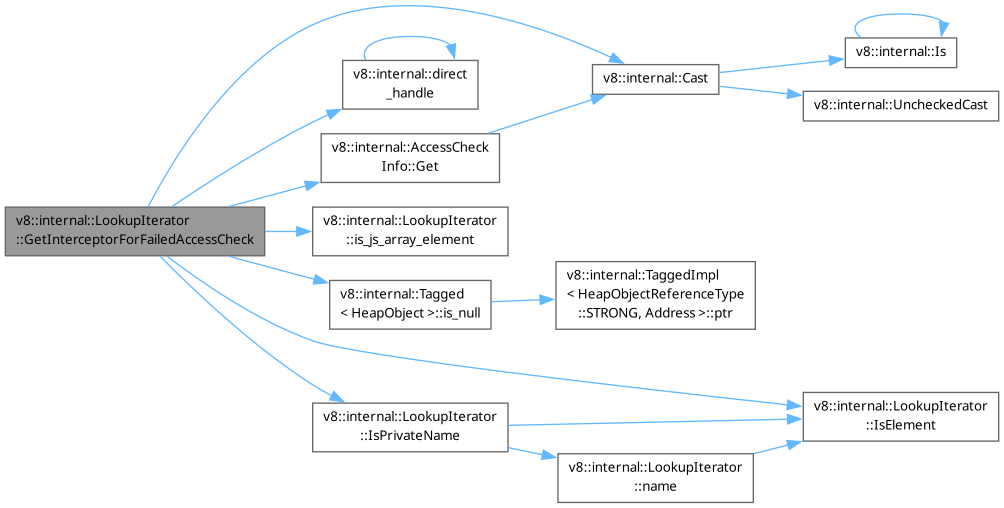 v8::internal::LookupIterator
::GetInterceptorForFailedAccessCheck
v8::internal::direct
_handle
v8::internal::AccessCheck
Info::Get
v8::internal::LookupIterator
::is_js_array_element
v8::internal::Tagged
< HeapObject >::is_null
v8::internal::LookupIterator
::IsPrivateName
v8::internal::Cast
v8::internal::TaggedImpl
< HeapObjectReferenceType
::STRONG, Address >::ptr
v8::internal::LookupIterator
::name
v8::internal::Is
v8::internal::UncheckedCast
v8::internal::LookupIterator
::IsElement